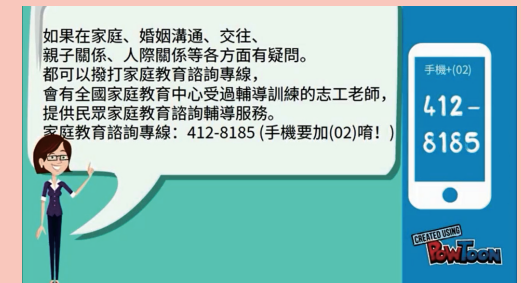 如果在家庭、婚姻溝通、交往、
親子關係、人際關係等各方面有疑問。
都可以撥打家庭教育諮詢專線，
會有全國家庭教育中心受過輔導訓練的志工老師，
提供民眾家庭教育諮詢輔導服務。
家庭教育諮詢專線：412-8185 (手機要加(02)唷！)
手機+(02)
412-
8185
CREATED USING
POWTOON